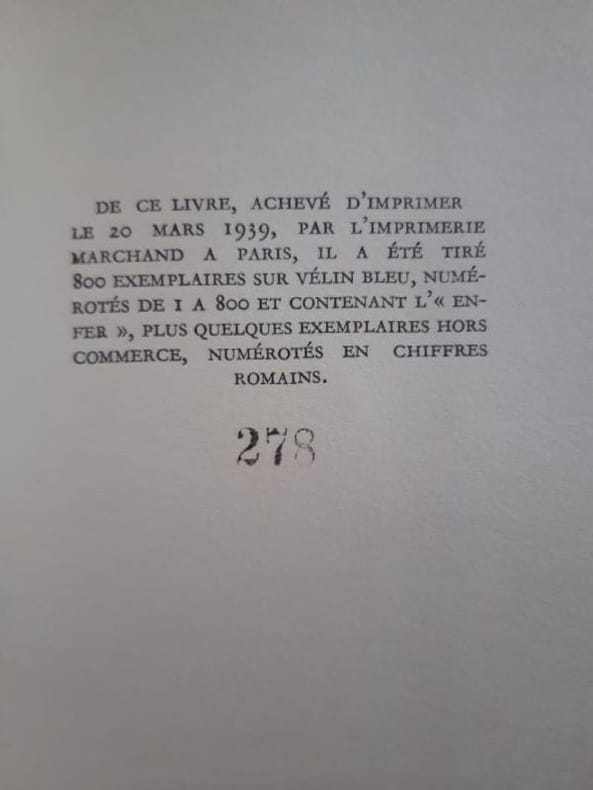 DE CE LIVRE, ACHEVÉ D'IMPRIMER
LE 20 MARS 1939, PAR L'IMPRIMERIE
MARCHAND A PARIS, IL A ÉTÉ TIRÉ
800 EXEMPLAIRES SUR VÉLIN BLEU, NUMÉ-
ROTÉS DE 1 A 800 ET CONTENANT L'« EN-
FER », PLUS QUELQUES EXEMPLAIRES HORS
COMMERCE, NUMÉROTÉS EN CHIFFRES
ROMAINS.
278